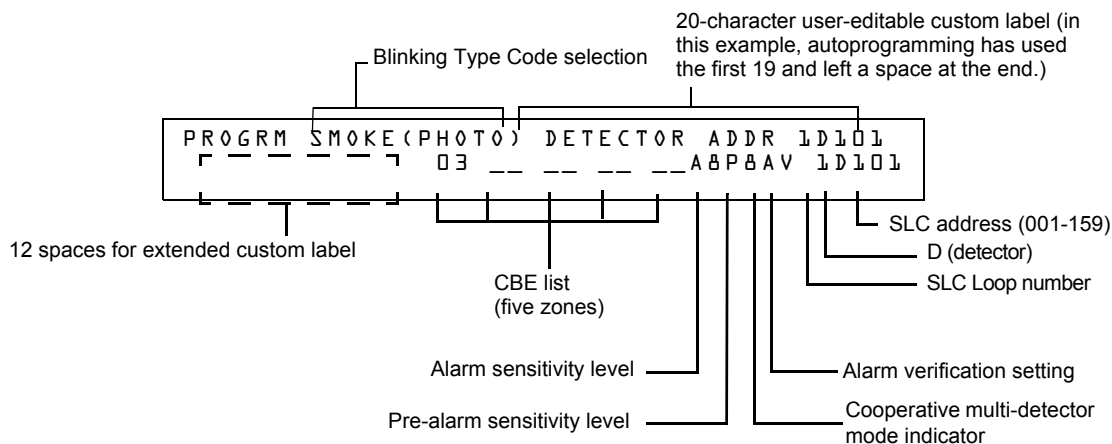 20-character user-editable custom label (in
this example, autoprogramming has used
the first 19 and left a space at the end.)
Blinking Type Code selection
PROGRM SMOKE(PHOTO) DETECTOR ADDR 1D101
03 __ __ __ __A8P8AV 1D101
SLC address (001-159)
12 spaces for extended custom label
D (detector)
CBE list
(five zones)
SLC Loop number
Alarm sensitivity level
Alarm verification setting
Pre-alarm sensitivity level
Cooperative multi-detector
mode indicator